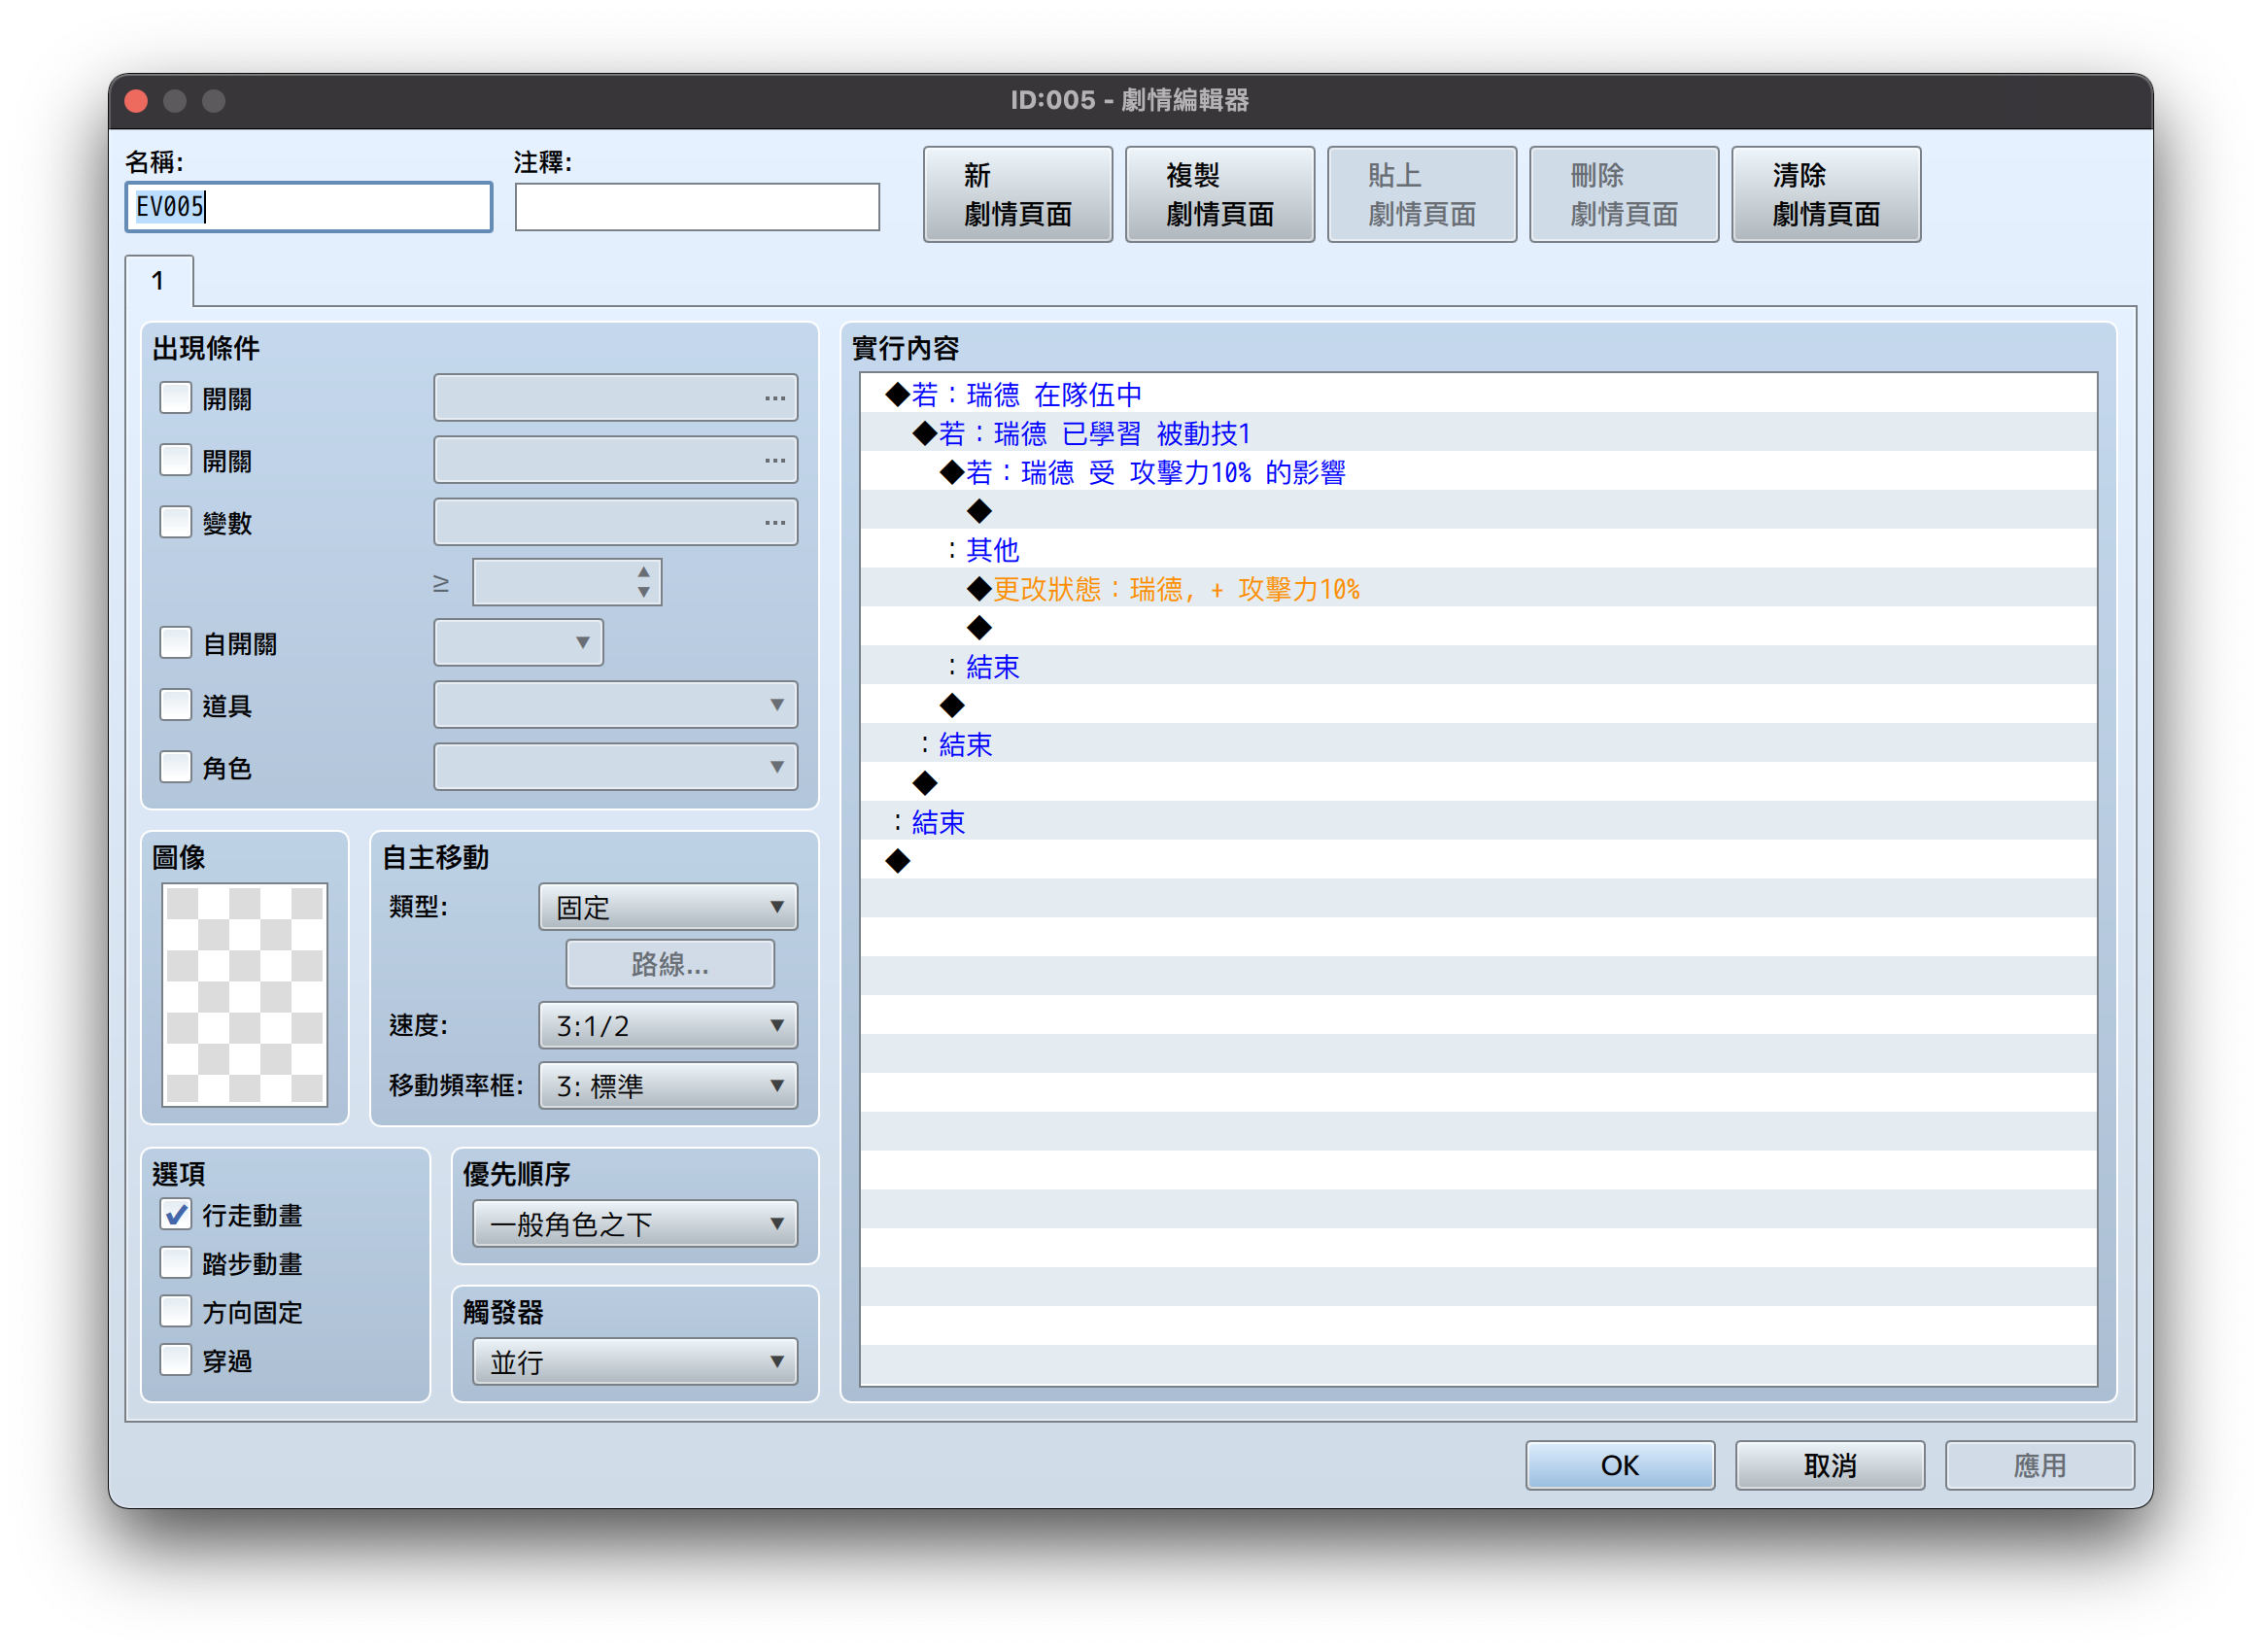 ID:005 - 劇情編輯器
名稱:
注釋:
EV005
新
劇情頁面
複製
劇情頁面
貼上
劇情頁面
刪除
劇情頁面
清除
劇情頁面
1
出現條件
開關
...
開關
...
變數
...
≥
自開關
道具
角色
圖像
自主移動
類型:
固定
路線...
速度:
3:1/2
移動頻率框:
3: 標準
選項
行走動畫
踏步動畫
方向固定
穿過
優先順序
一般角色之下
觸發器
並行
實行內容
◆若：瑞德 在隊伍中
◆若：瑞德 已學習 被動技1
◆若：瑞德 受 攻擊力10% 的影響
◆
：其他
◆更改狀態：瑞德, + 攻擊力10%
◆
：結束
◆
：結束
◆
：結束
◆
OK
取消
應用